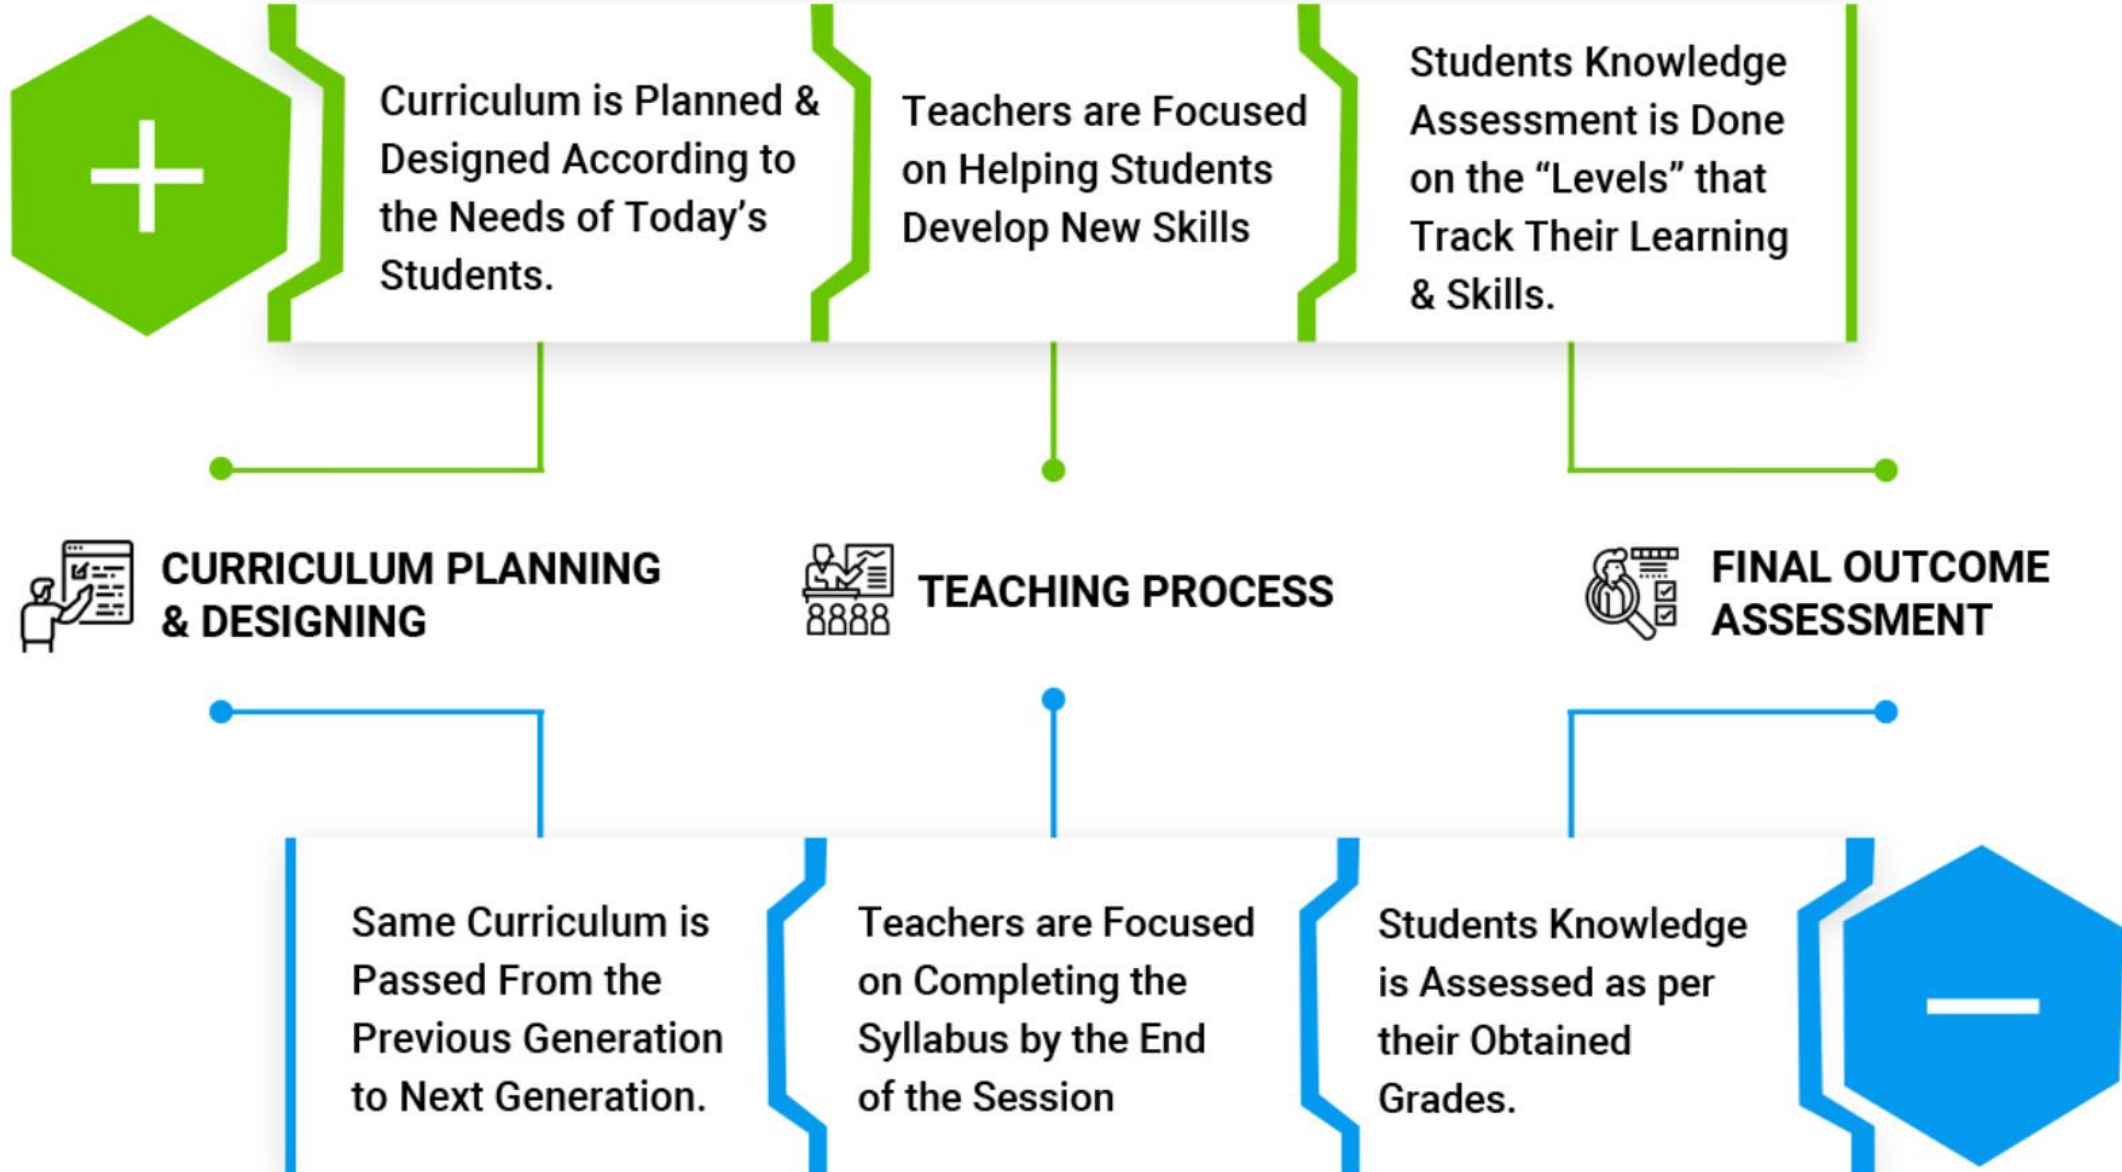 Curriculum is Planned &
Designed According to
the Needs of Today’s
Students.
Teachers are Focused
on Helping Students
Develop New Skills
Students Knowledge
Assessment is Done
on the “Levels” that
Track Their Learning
& Skills.
CURRICULUM PLANNING
& DESIGNING
TEACHING PROCESS
FINAL OUTCOME
ASSESSMENT
Same Curriculum is
Passed From the
Previous Generation
to Next Generation.
Teachers are Focused
on Completing the
Syllabus by the End
of the Session
Students Knowledge
is Assessed as per
their Obtained
Grades.